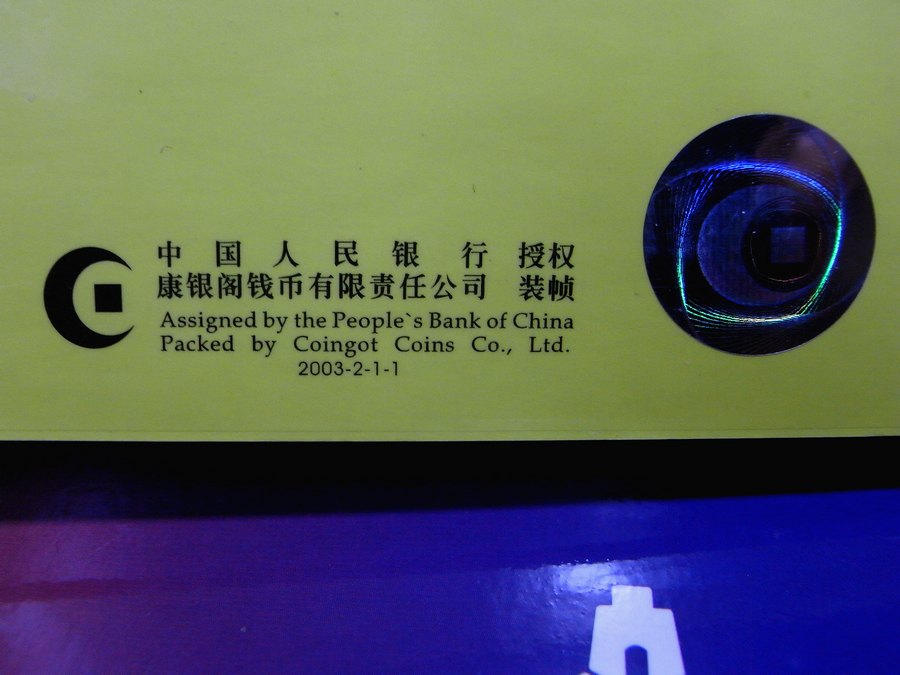 中国人民银行 授权
康银阁钱币有限责任公司 装帧
Assigned by the People`s Bank of China
Packed by Coingot Coins Co., Ltd.
2003-2-1-1